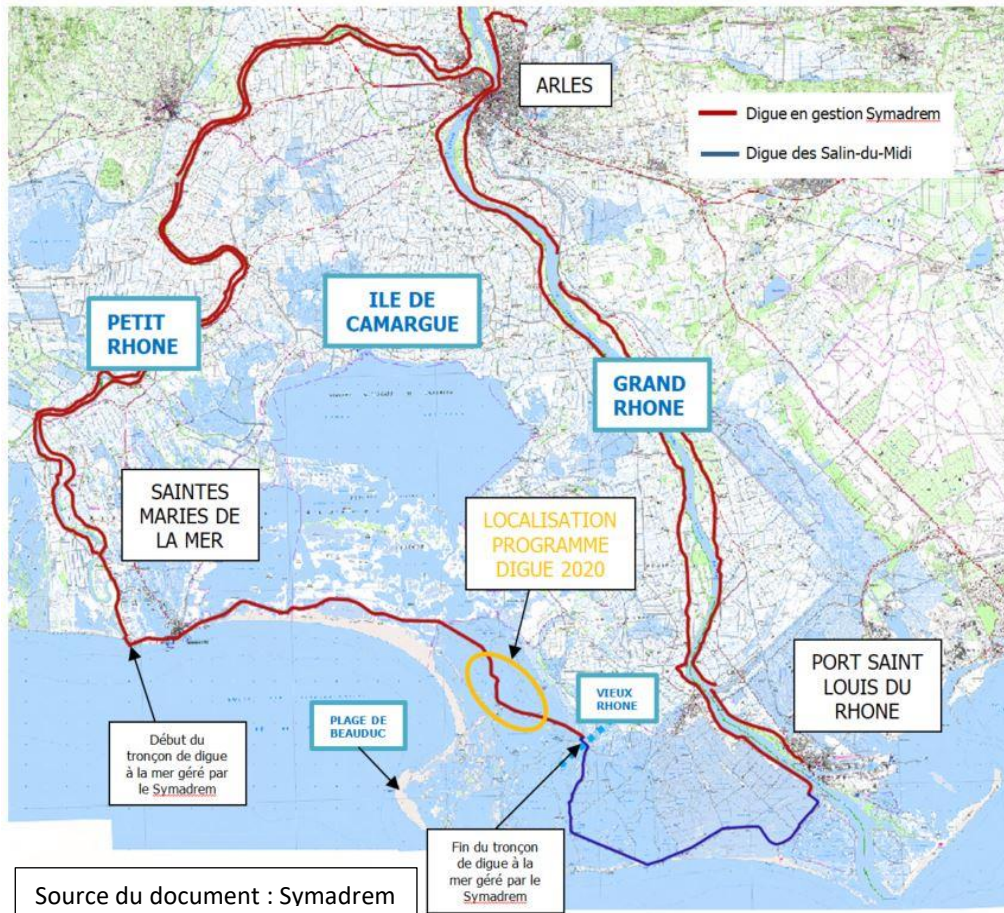 ARLES
Digue en gestion Symadrem
Digue des Salin-du-Midi
PETIT
RHONE
ILE DE
CAMARGUE
GRAND
RHONE
SAINTES
MARIES DE
LA MER
LOCALISATION
PROGRAMME
DIGUE 2020
PORT SAINT
LOUIS DU
RHONE
VIEUX
RHONE
PLAGE DE
BEAUDUC
Début du
tronçon de digue
à la mer géré par
le Symadrem
Fin du tronçon
de digue à la
mer géré par le
Symadrem
Source du document : Symadrem